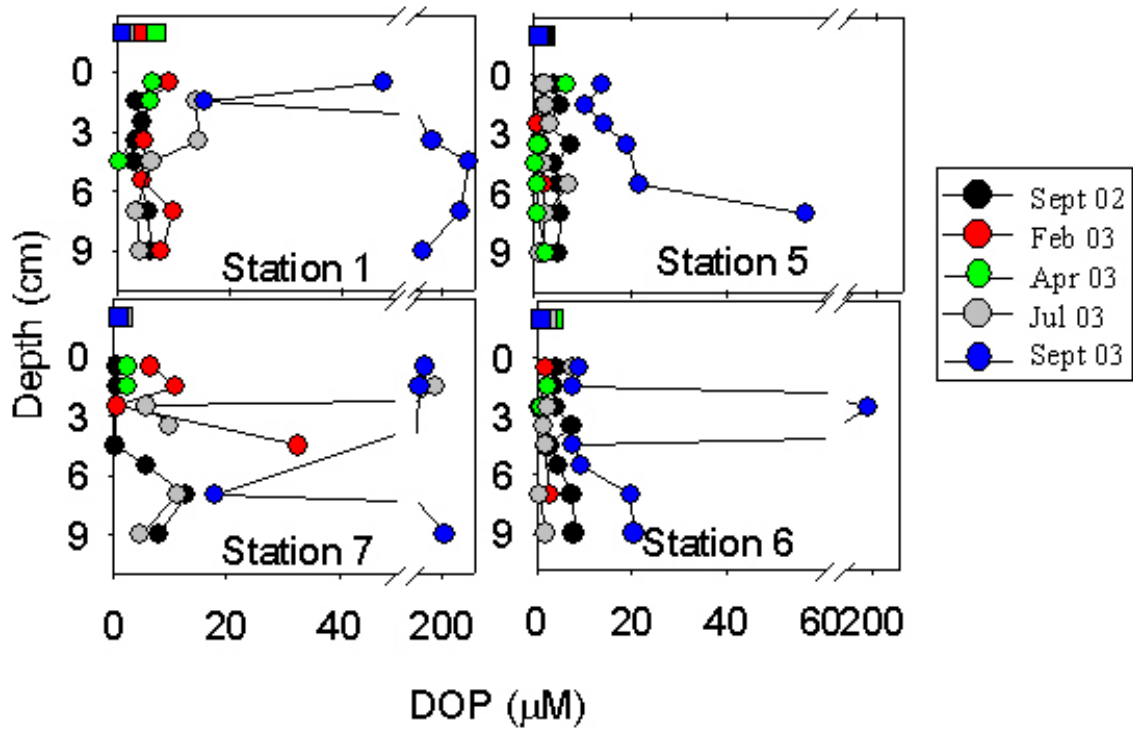 0
3
6
9
Station 1
Station 5
Sept 02
Feb 03
Apr 03
Jul 03
Sept 03
Depth (cm)
0
3
6
9
Station 7
0
3
6
9
Station 6
0 20 40 200
0 20 40 60 200
0
3
6
9
DOP (μM)